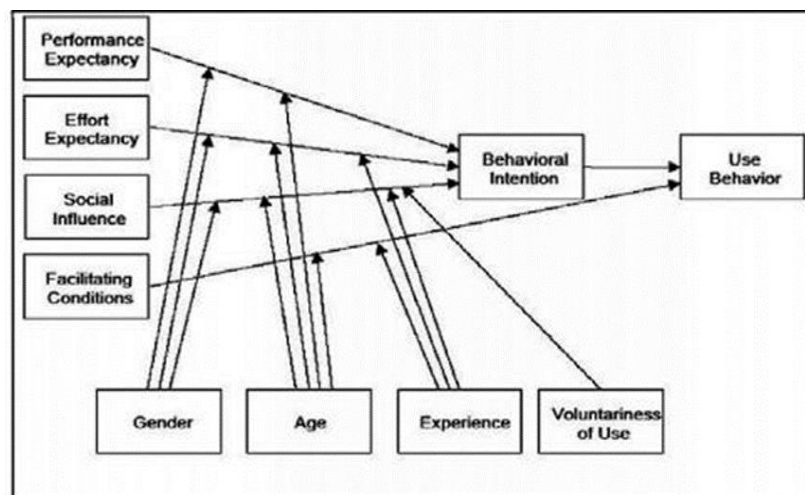 Performance
Expectancy
Effort
Expectancy
Social
Influence
Facilitating
Conditions
Behavioral
Intention
Use
Behavior
Gender
Age
Experience
Voluntariness
of Use